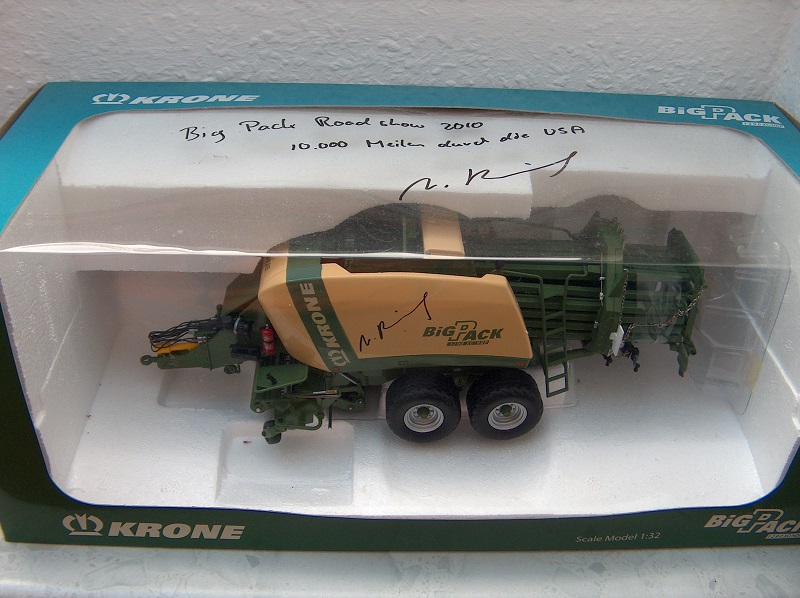 KRONE
BiG PACK
Big Pack Roadshow 2010
10.000 Meilen durch die USA
KRONE
BiG PACK
KRONE
Scale Model 1:32
BiG PACK